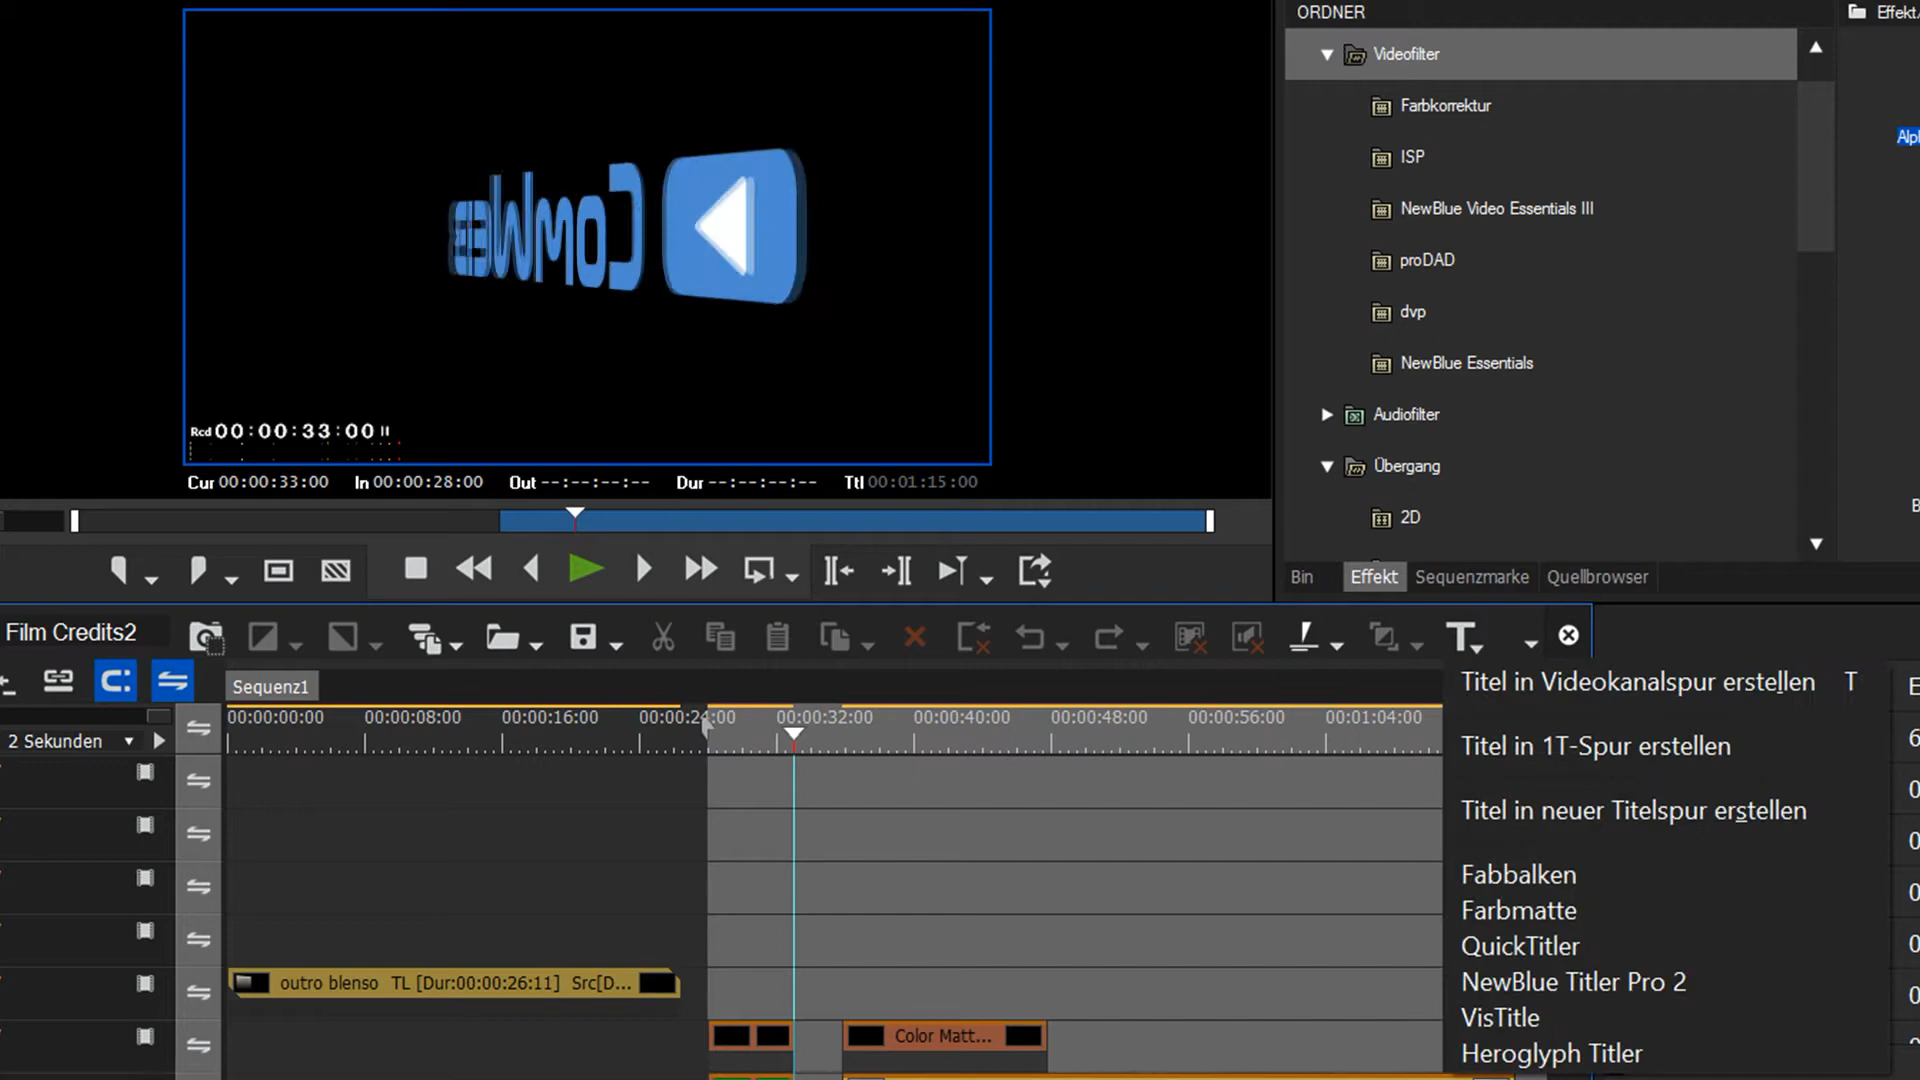 ORDNER
Videofilter
Farbkorrektur
ISP
NewBlue Video Essentials III
proDAD
dvp
NewBlue Essentials
Audiofilter
Übergang
2D
Bin Effekt Sequenzmarke Quellbrowser
Rcd 00:00:33:00
Cur 00:00:33:00 In 00:00:28:00 Out --:--:--:-- Dur --:--:--:-- Ttl 00:01:15:00
Film Credits2
Sequenz1
00:00:00:00 00:00:08:00 00:00:16:00 00:00:24:00 00:00:32:00 00:00:40:00 00:00:48:00 00:00:56:00 00:01:04:00
2 Sekunden
outro blenso TL [Dur:00:00:26:11] Src[D...
Color Matt...
Titel in Videokanalspur erstellen T
Titel in 1T-Spur erstellen
Titel in neuer Titelspur erstellen
Fabbalken
Farbmatte
QuickTitler
NewBlue Titler Pro 2
VisTitle
Heroglyph Titler